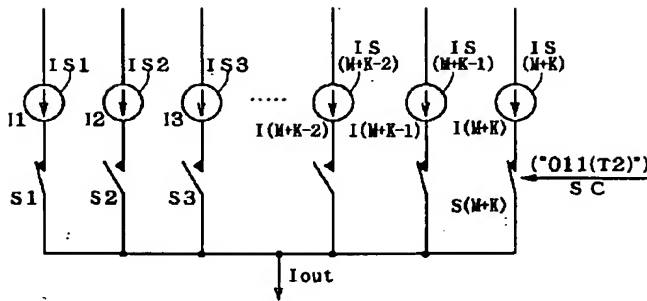 IS1 IS2 IS3 IS (M+K-2) IS (M+K-1) IS (M+K)
I1 I2 I3 ..... I(M+K-2) I(M+K-1) I(M+K)
("011(T2)")
SC
S1 S2 S3 S(M+K)
Iout